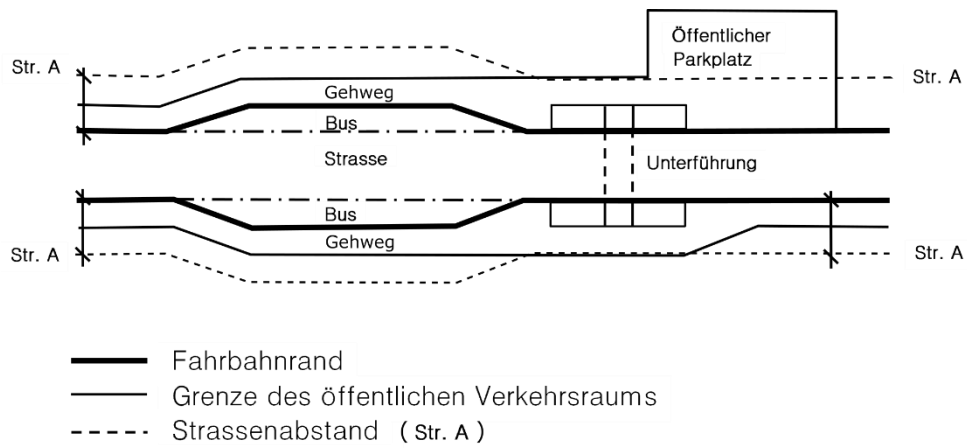 Öffentlicher
Parkplatz
Str. A
Str. A
Gehweg
Bus
Strasse
Unterführung
Bus
Gehweg
Str. A
Str. A
Fahrbahnrand
Grenze des öffentlichen Verkehrsraums
Strassenabstand ( Str. A )